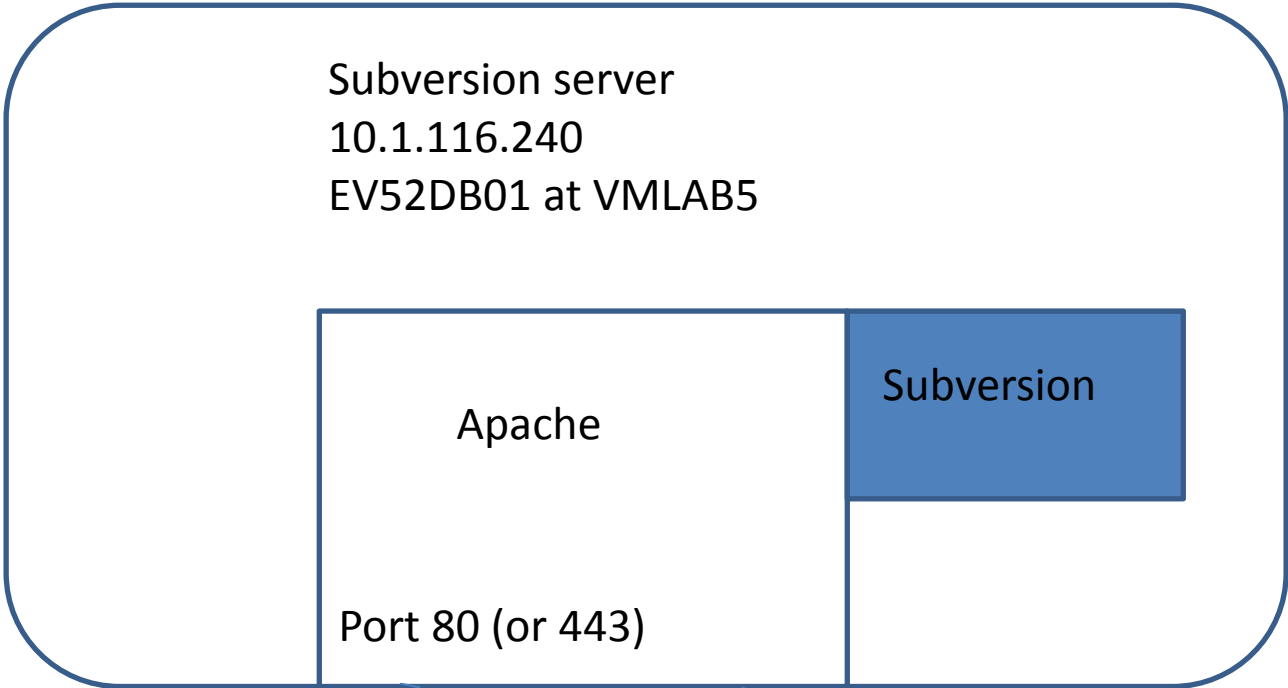 Subversion server
10.1.116.240
EV52DB01 at VMLAB5
Subversion
Apache
Port 80 (or 443)